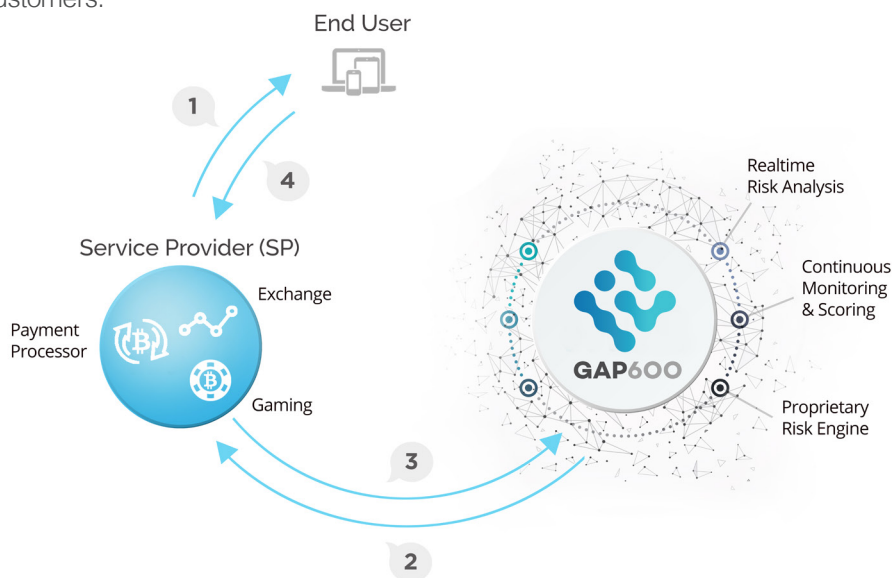 ustomers.
End User
1
4
Service Provider (SP)
Exchange
Payment
Processor
Gaming
3
2
GAP600
Realtime
Risk Analysis
Continuous
Monitoring
& Scoring
Proprietary
Risk Engine